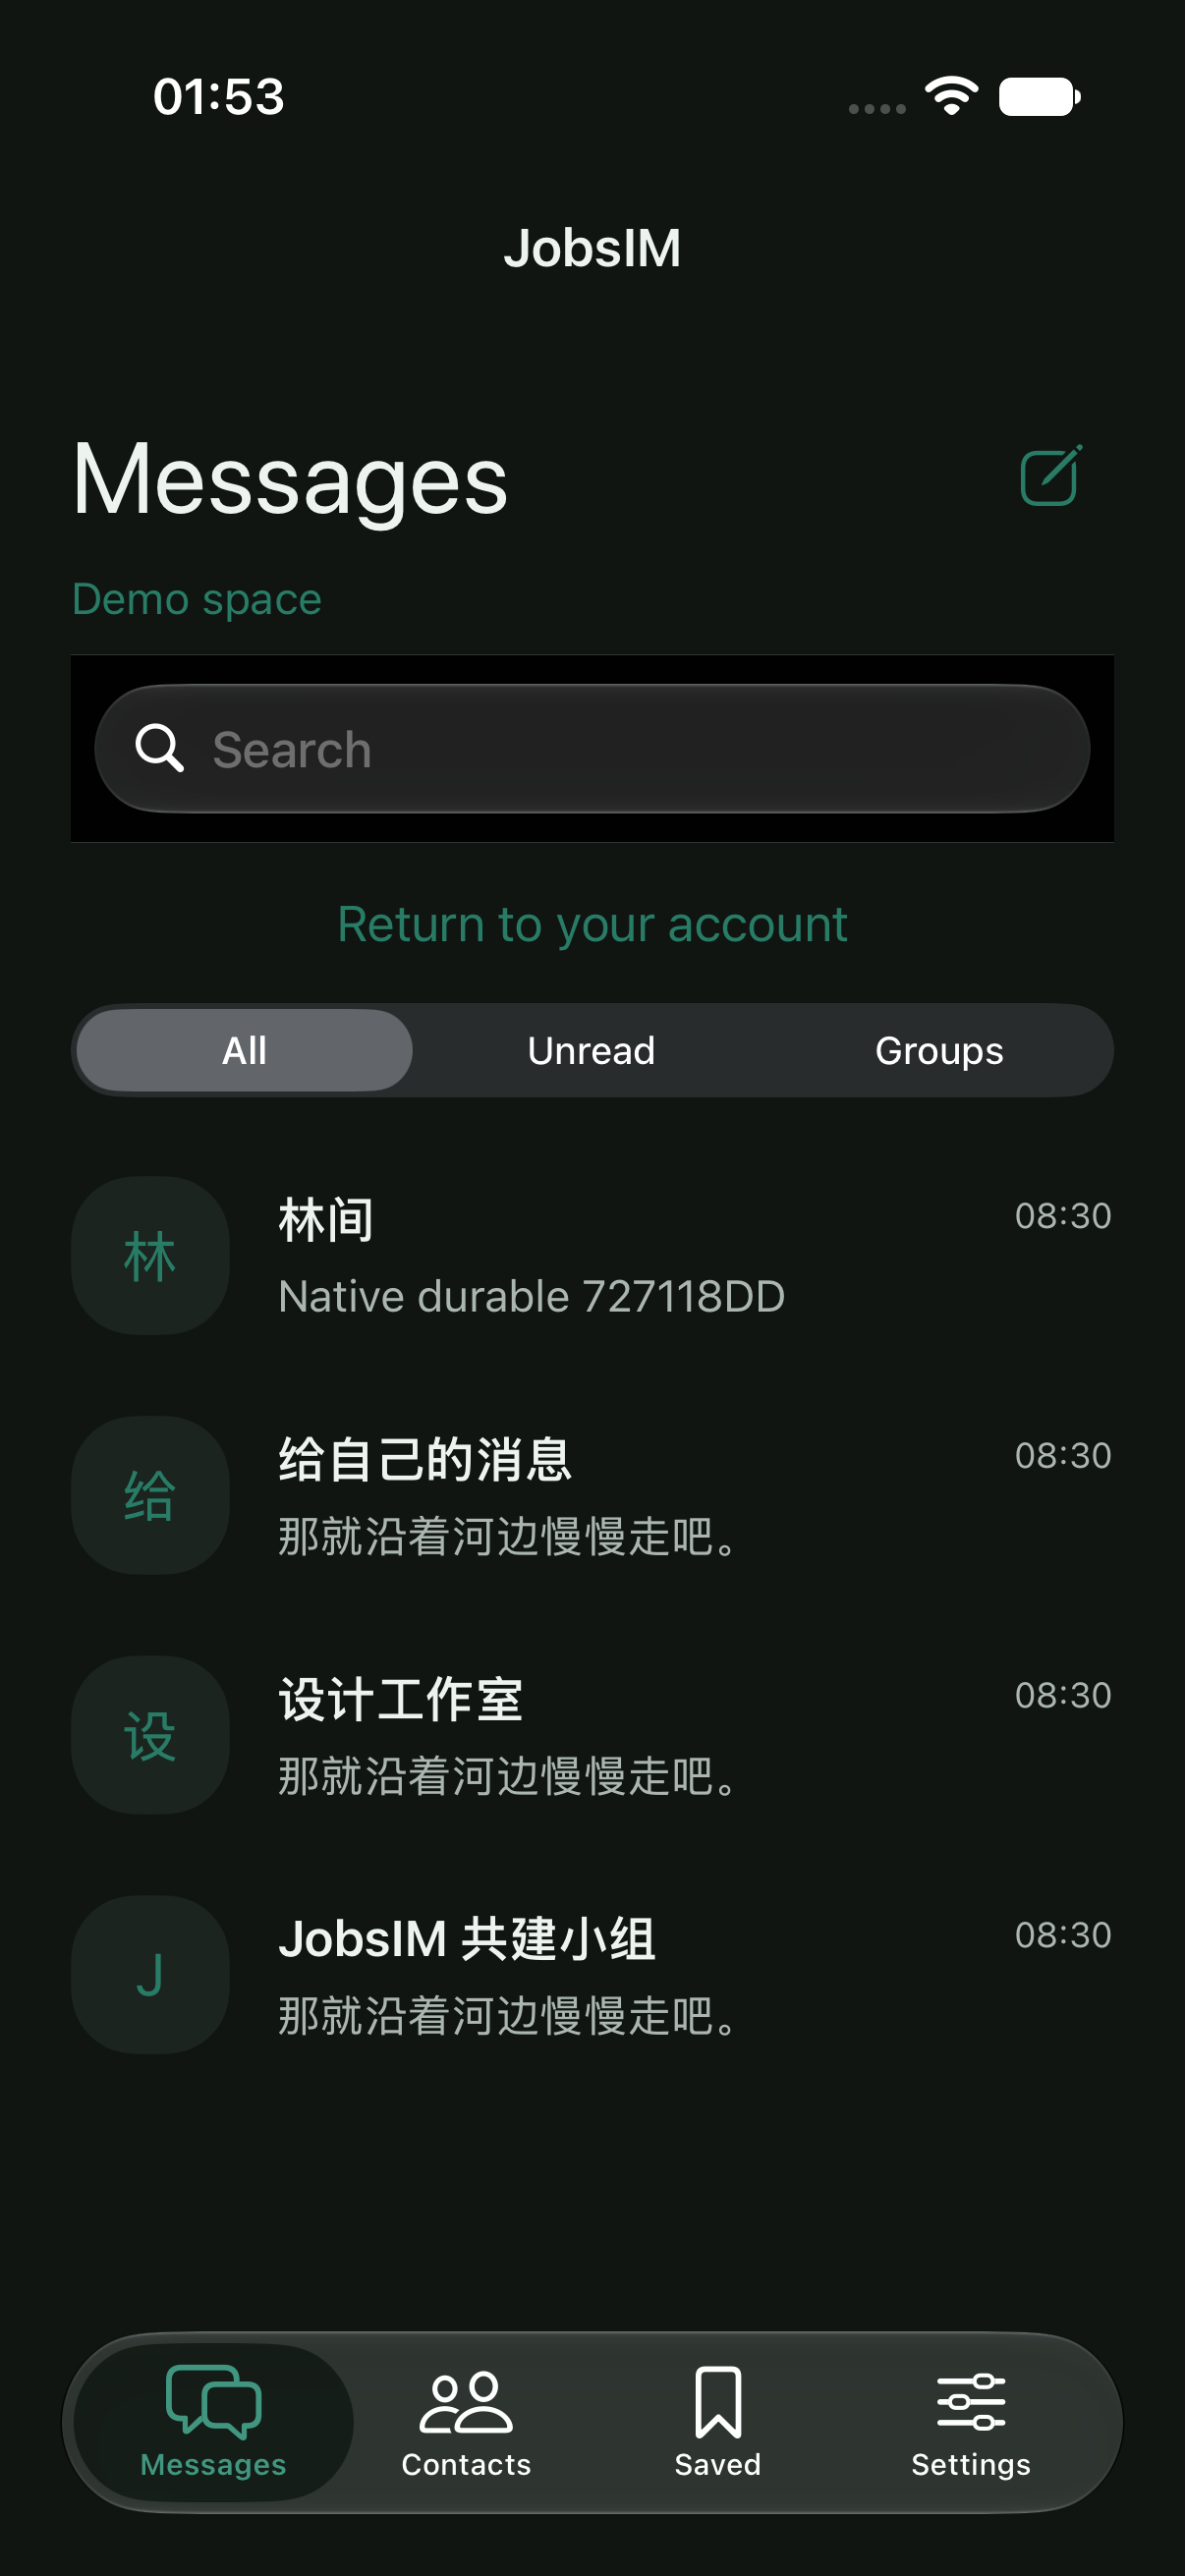 01:53
JobsIM
Messages
Demo space
Search
Return to your account
All Unread Groups
林 林间 08:30
Native durable 727118DD
给 给自己的消息 08:30
那就沿着河边慢慢走吧。
设 设计工作室 08:30
那就沿着河边慢慢走吧。
J JobsIM 共建小组 08:30
那就沿着河边慢慢走吧。
Messages Contacts Saved Settings